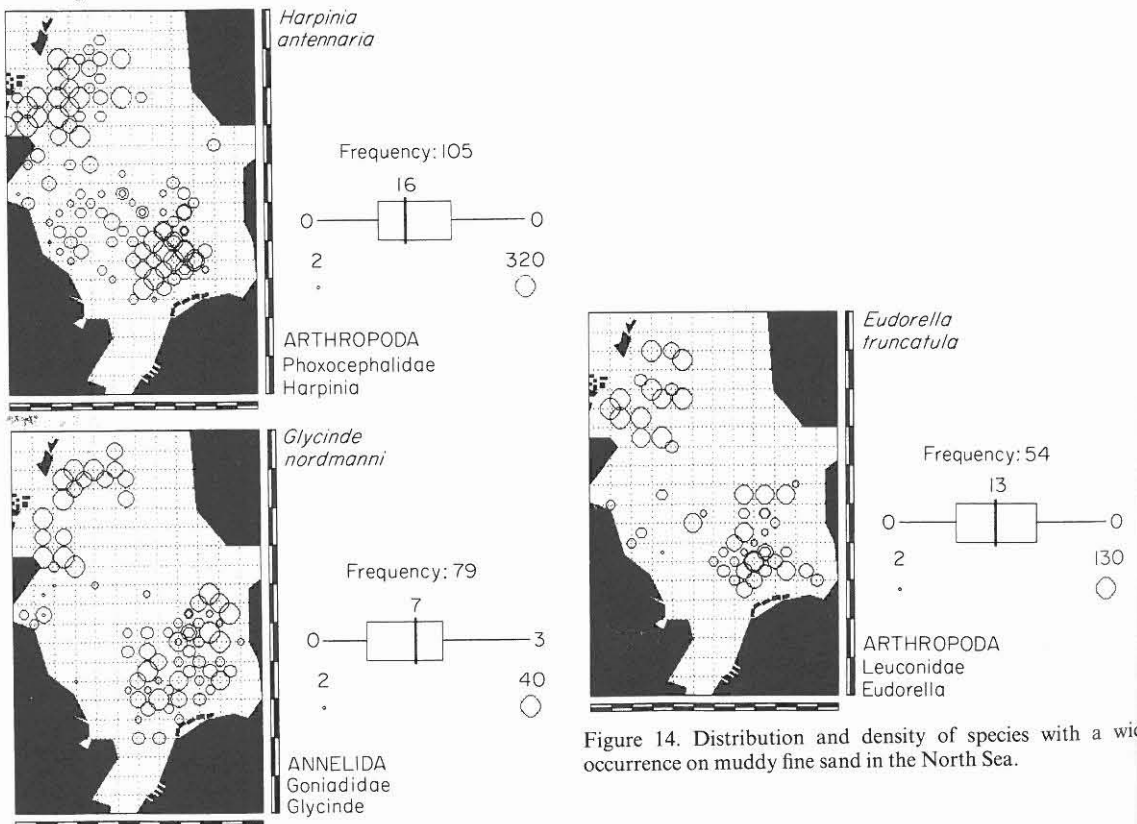 Harpinia
antennaria
Frequency: 105
16
0 0
2 320
ARTHROPODA
Phoxocephalidae
Harpinia
Glycinde
nordmanni
Frequency: 79
7
0 3
2 40
ANNELIDA
Goniadidae
Glycinde
Eudorella
truncatula
Frequency: 54
13
0 0
2 130
ARTHROPODA
Leuconidae
Eudorella
Figure 14. Distribution and density of species with a wid
occurrence on muddy fine sand in the North Sea.